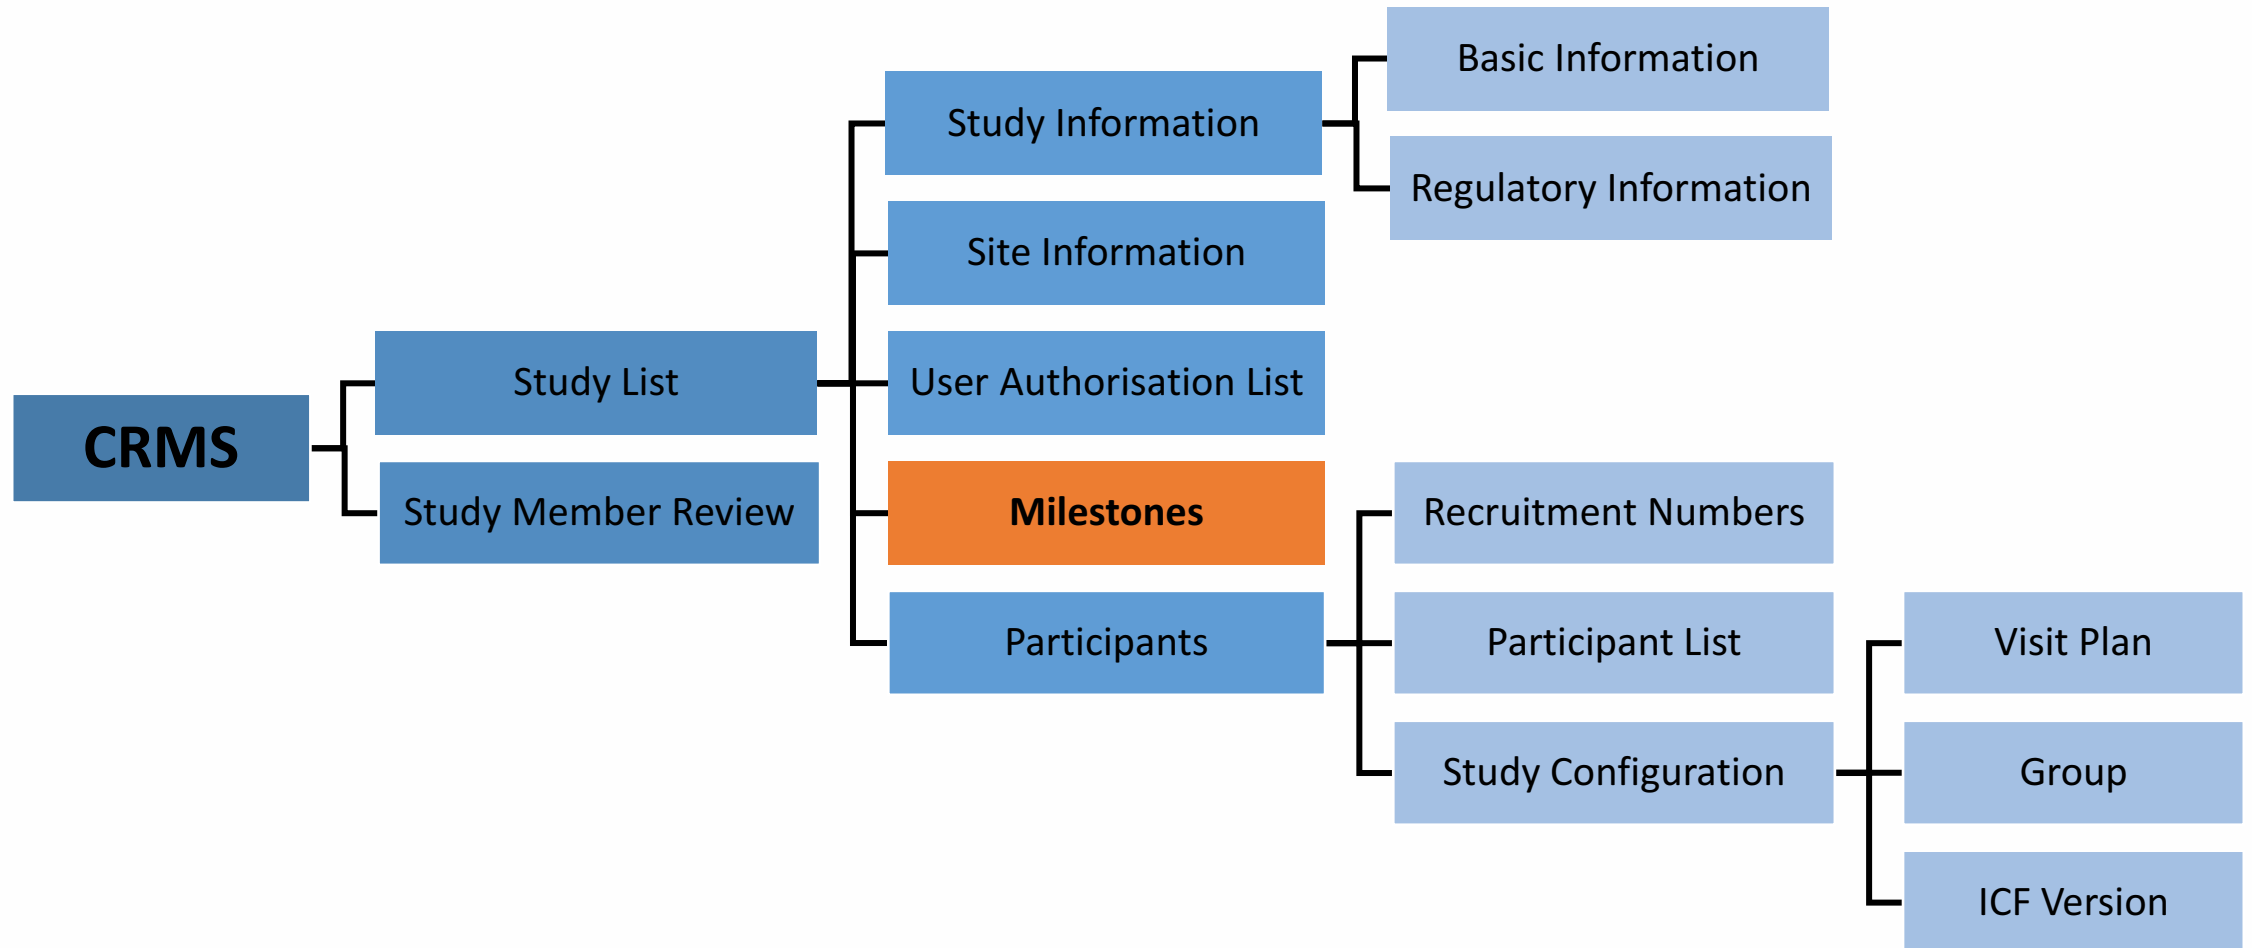 CRMS
Study List
Study Member Review
Study Information
Site Information
User Authorisation List
Milestones
Participants
Basic Information
Regulatory Information
Recruitment Numbers
Participant List
Study Configuration
Visit Plan
Group
ICF Version